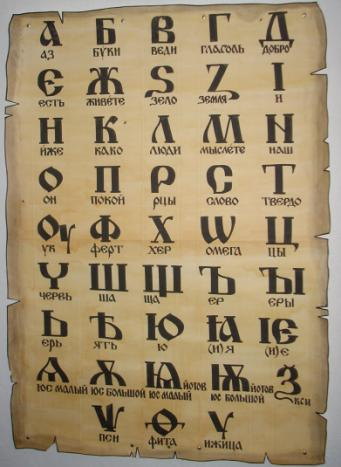 А Б В Г Д
аз буки веди глаголь добро
Є Ж Ѕ Ꙁ І
есть живете зело земля и
Н К Л М N
иже како люди мыслете наш
О П Р С Т
он покой рцы слово твердо
Оу Ф Х Ѡ Ц
ук ферт хер омега цы
Ч Ш Щ Ъ Ы
червь ша ща ер еры
Ь Ѣ Ю Ꙗ Ѥ
ерь ять ю (и)я (и)е
Ѧ Ѫ Ѩ йотов Ѭ йотов Ѯ
юс малый юс большой юс малый юс большой кси
Ѱ Ѳ Ѵ
пси фита ижица